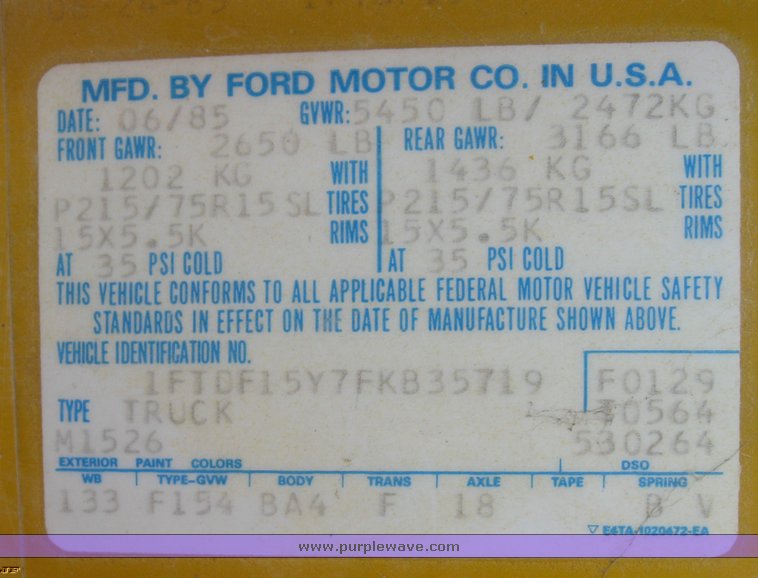 MFD. BY FORD MOTOR CO. IN U.S.A.
DATE: 06/85 GVWR: 5450 LB/ 2472KG
FRONT GAWR: 2650 LB REAR GAWR: 3166 LB
1202 KG WITH 1436 KG WITH
P215/75R15SL TIRES P215/75R15SL TIRES
15X5.5K RIMS 15X5.5K RIMS
AT 35 PSI COLD AT 35 PSI COLD
THIS VEHICLE CONFORMS TO ALL APPLICABLE FEDERAL MOTOR VEHICLE SAFETY
STANDARDS IN EFFECT ON THE DATE OF MANUFACTURE SHOWN ABOVE.
VEHICLE IDENTIFICATION NO.
1FTDF15Y7FKB35719 F0129
TYPE TRUCK T0564
M1526 530264
EXTERIOR PAINT COLORS DSO
WB TYPE-GVW BODY TRANS AXLE TAPE SPRING
133 F154 BA4 F 18 B V
▽ E4TA-1020472-EA
www.purplewave.com